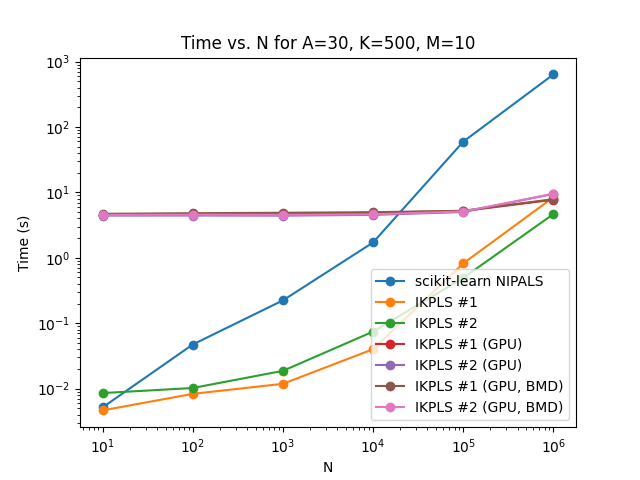 Time vs. N for A=30, K=500, M=10
Time (s)
10³
10²
10¹
10⁰
10⁻¹
10⁻²
scikit-learn NIPALS
IKPLS #1
IKPLS #2
IKPLS #1 (GPU)
IKPLS #2 (GPU)
IKPLS #1 (GPU, BMD)
IKPLS #2 (GPU, BMD)
10¹ 10² 10³ 10⁴ 10⁵ 10⁶
N